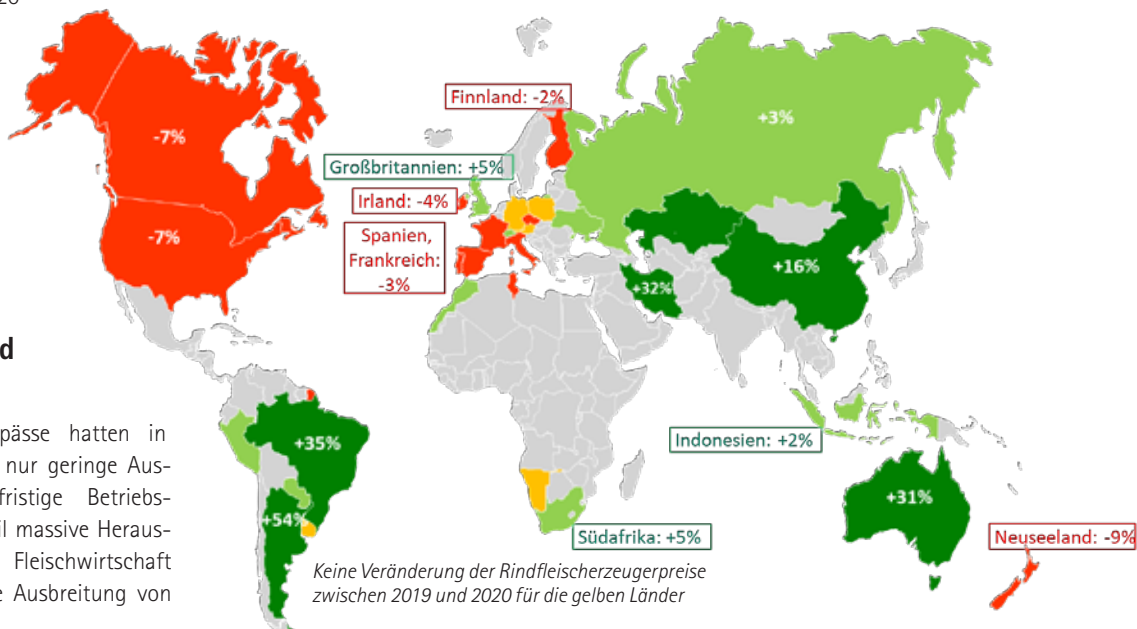 -7%
-7%
Finnland: -2%
+3%
Großbritannien: +5%
Irland: -4%
Spanien,
Frankreich:
-3%
+32%
+16%
+35%
+54%
Indonesien: +2%
+31%
Südafrika: +5%
Neuseeland: -9%
Keine Veränderung der Rindfleischerzeugerpreise
zwischen 2019 und 2020 für die gelben Länder
d
pässe hatten in
nur geringe Aus-
fristige Betriebs-
il massive Heraus-
Fleischwirtschaft
e Ausbreitung von